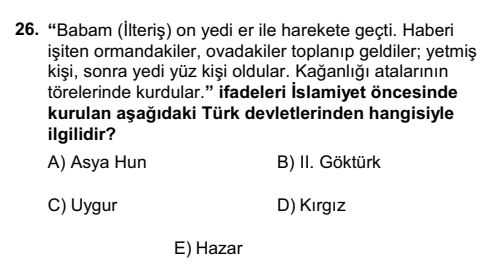 26. “Babam (İlteriş) on yedi er ile harekete geçti. Haberi
işiten ormandakiler, ovadakiler toplanıp geldiler; yetmiş
kişi, sonra yedi yüz kişi oldular. Kağanlığı atalarının
törelerinde kurdular.” ifadeleri İslamiyet öncesinde
kurulan aşağıdaki Türk devletlerinden hangisiyle
ilgilidir?
A) Asya Hun B) II. Göktürk
C) Uygur D) Kırgız
E) Hazar